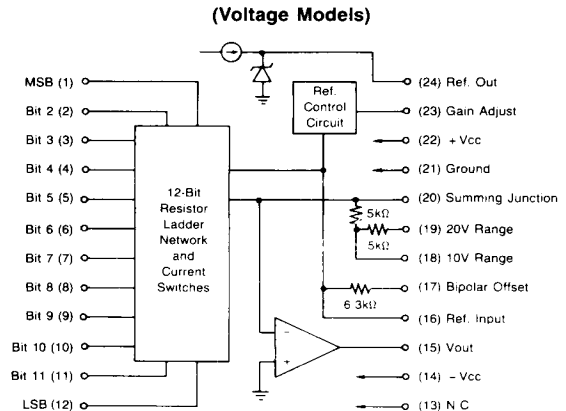 (Voltage Models)
MSB (1)
Bit 2 (2)
Bit 3 (3)
Bit 4 (4)
Bit 5 (5)
Bit 6 (6)
Bit 7 (7)
Bit 8 (8)
Bit 9 (9)
Bit 10 (10)
Bit 11 (11)
LSB (12)
12-Bit
Resistor
Ladder
Network
and
Current
Switches
Ref.
Control
Circuit
5kΩ
5kΩ
6 3kΩ
−
+
(24) Ref. Out
(23) Gain Adjust
(22) + Vcc
(21) Ground
(20) Summing Junction
(19) 20V Range
(18) 10V Range
(17) Bipolar Offset
(16) Ref. Input
(15) Vout
(14) − Vcc
(13) N C